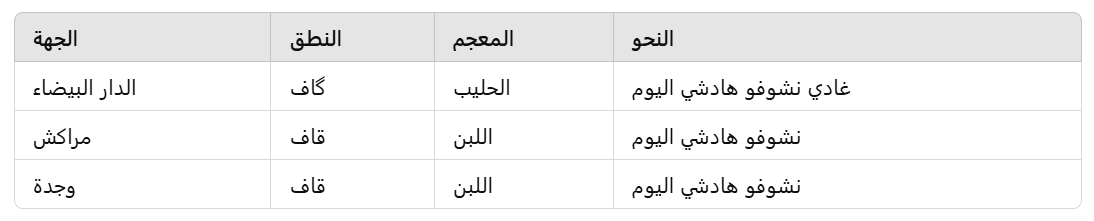 الجهة النطق المعجم النحو
الدار البيضاء گاف الحليب غادي نشوفو هادشي اليوم
مراكش قاف اللبن نشوفو هادشي اليوم
وجدة قاف اللبن نشوفو هادشي اليوم